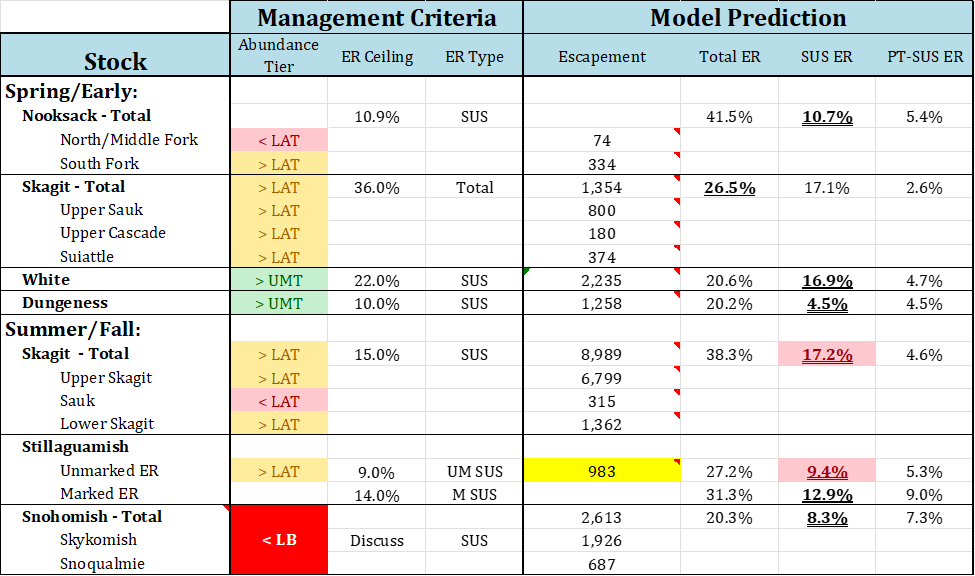 Management Criteria Model Prediction
Stock Abundance Tier ER Ceiling ER Type Escapement Total ER SUS ER PT-SUS ER
Spring/Early:
Nooksack - Total 10.9% SUS 41.5% 10.7% 5.4%
North/Middle Fork < LAT 74
South Fork > LAT 334
Skagit - Total > LAT 36.0% Total 1,354 26.5% 17.1% 2.6%
Upper Sauk > LAT 800
Upper Cascade > LAT 180
Suiattle > LAT 374
White > UMT 22.0% SUS 2,235 20.6% 16.9% 4.7%
Dungeness > UMT 10.0% SUS 1,258 20.2% 4.5% 4.5%
Summer/Fall:
Skagit - Total > LAT 15.0% SUS 8,989 38.3% 17.2% 4.6%
Upper Skagit > LAT 6,799
Sauk < LAT 315
Lower Skagit > LAT 1,362
Stillaguamish
Unmarked ER > LAT 9.0% UM SUS 983 27.2% 9.4% 5.3%
Marked ER 14.0% M SUS 31.3% 12.9% 9.0%
Snohomish - Total 2,613 20.3% 8.3% 7.3%
Skykomish < LB Discuss SUS 1,926
Snoqualmie 687